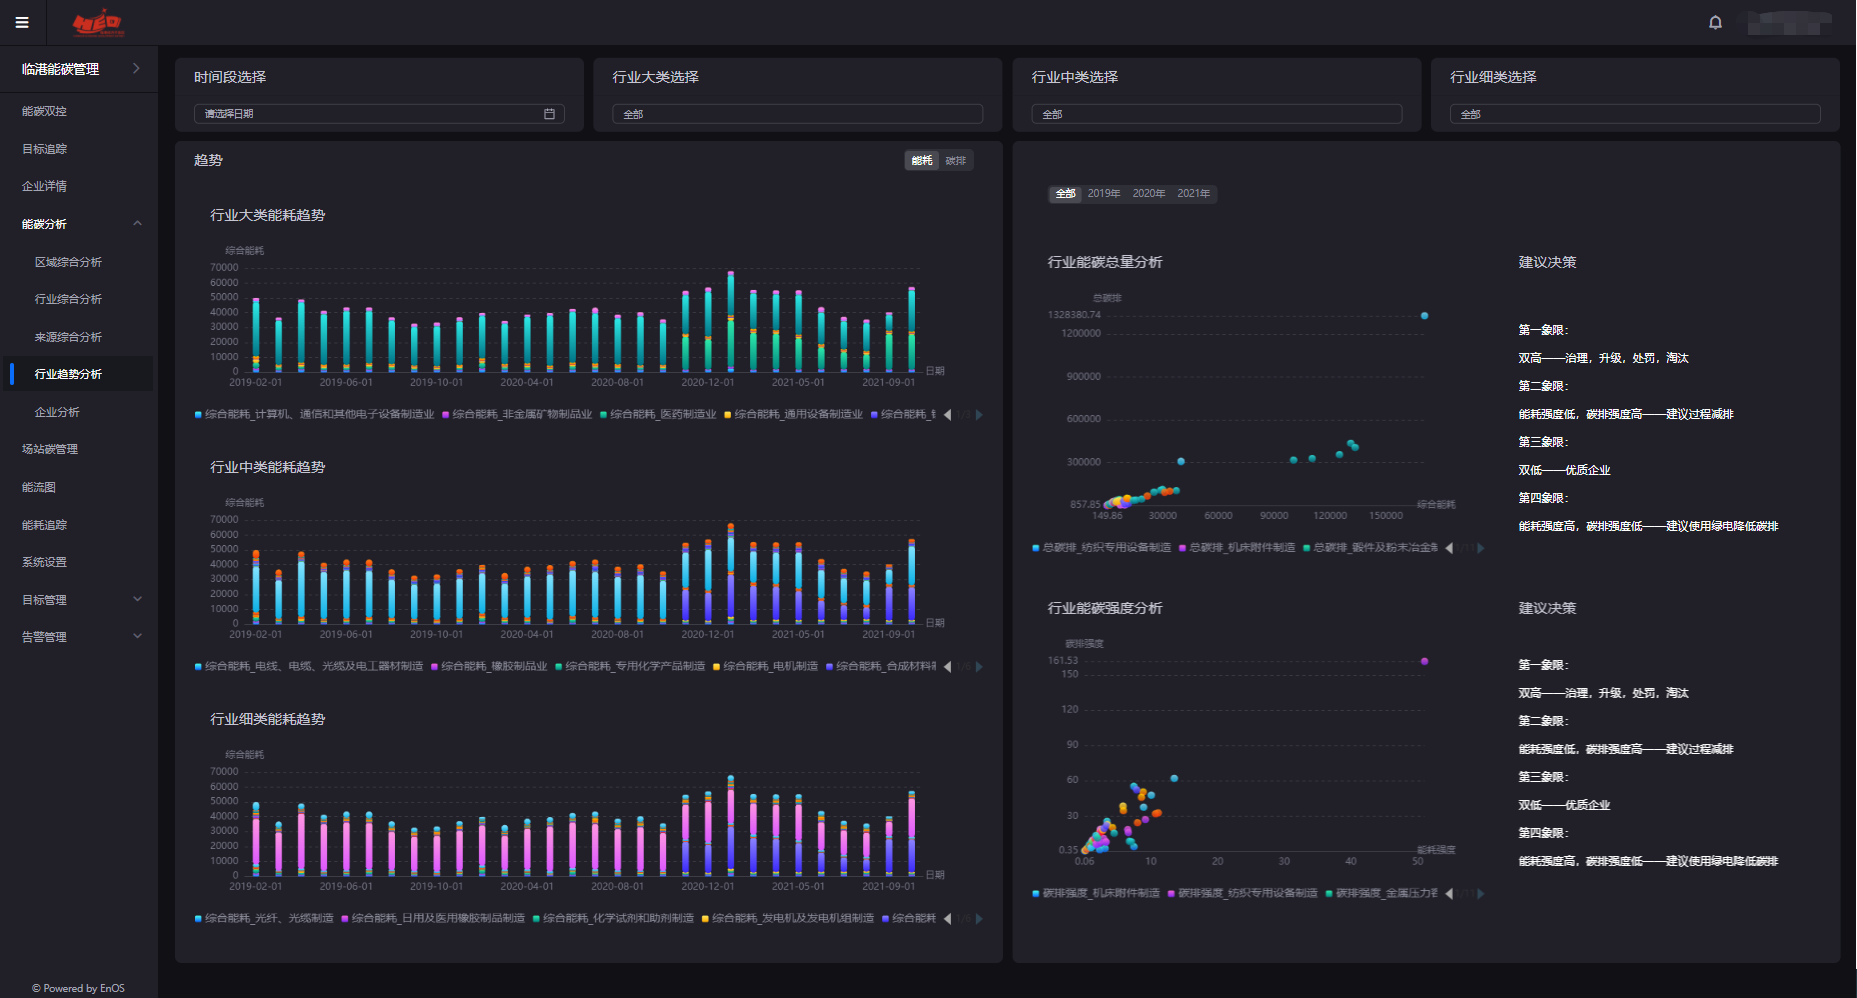 临港能碳管理
能碳双控
目标追踪
企业详情
能碳分析
区域综合分析
行业综合分析
来源综合分析
行业趋势分析
企业分析
场站碳管理
能流图
能耗追踪
系统设置
目标管理
告警管理
© Powered by EnOS
时间段选择
请选择日期
行业大类选择
全部
行业中类选择
全部
行业细类选择
全部
趋势
能耗 碳排
行业大类能耗趋势
综合能耗
70000
60000
50000
40000
30000
20000
10000
0
2019-02-01 2019-06-01 2019-10-01 2020-04-01 2020-08-01 2020-12-01 2021-05-01 2021-09-01 日期
综合能耗_计算机、通信和其他电子设备制造业 综合能耗_非金属矿物制品业 综合能耗_医药制造业 综合能耗_通用设备制造业 综合能耗_
行业中类能耗趋势
综合能耗
70000
60000
50000
40000
30000
20000
10000
0
2019-02-01 2019-06-01 2019-10-01 2020-04-01 2020-08-01 2020-12-01 2021-05-01 2021-09-01 日期
综合能耗_电线、电缆、光缆及电工器材制造 综合能耗_橡胶制品业 综合能耗_专用化学产品制造 综合能耗_电机制造 综合能耗_合成材料
行业细类能耗趋势
综合能耗
70000
60000
50000
40000
30000
20000
10000
0
2019-02-01 2019-06-01 2019-10-01 2020-04-01 2020-08-01 2020-12-01 2021-05-01 2021-09-01 日期
综合能耗_光纤、光缆制造 综合能耗_日用及医用橡胶制品制造 综合能耗_化学试剂和助剂制造 综合能耗_发电机及发电机组制造 综合能耗
全部 2019年 2020年 2021年
行业能碳总量分析
总碳排
1328380.74
1200000
900000
600000
300000
857.85
综合能耗
149.86 30000 60000 90000 120000 150000
总碳排_纺织专用设备制造 总碳排_机床附件制造 总碳排_锻件及粉末冶金制
建议决策
第一象限：
双高——治理，升级，处罚，淘汰
第二象限：
能耗强度低，碳排强度高——建议过程减排
第三象限：
双低——优质企业
第四象限：
能耗强度高，碳排强度低——建议使用绿电降低碳排
行业能碳强度分析
碳排强度
161.53
150
120
90
60
30
0.35
能耗强度
0.06 10 20 30 40 50
碳排强度_机床附件制造 碳排强度_纺织专用设备制造 碳排强度_金属压力
建议决策
第一象限：
双高——治理，升级，处罚，淘汰
第二象限：
能耗强度低，碳排强度高——建议过程减排
第三象限：
双低——优质企业
第四象限：
能耗强度高，碳排强度低——建议使用绿电降低碳排